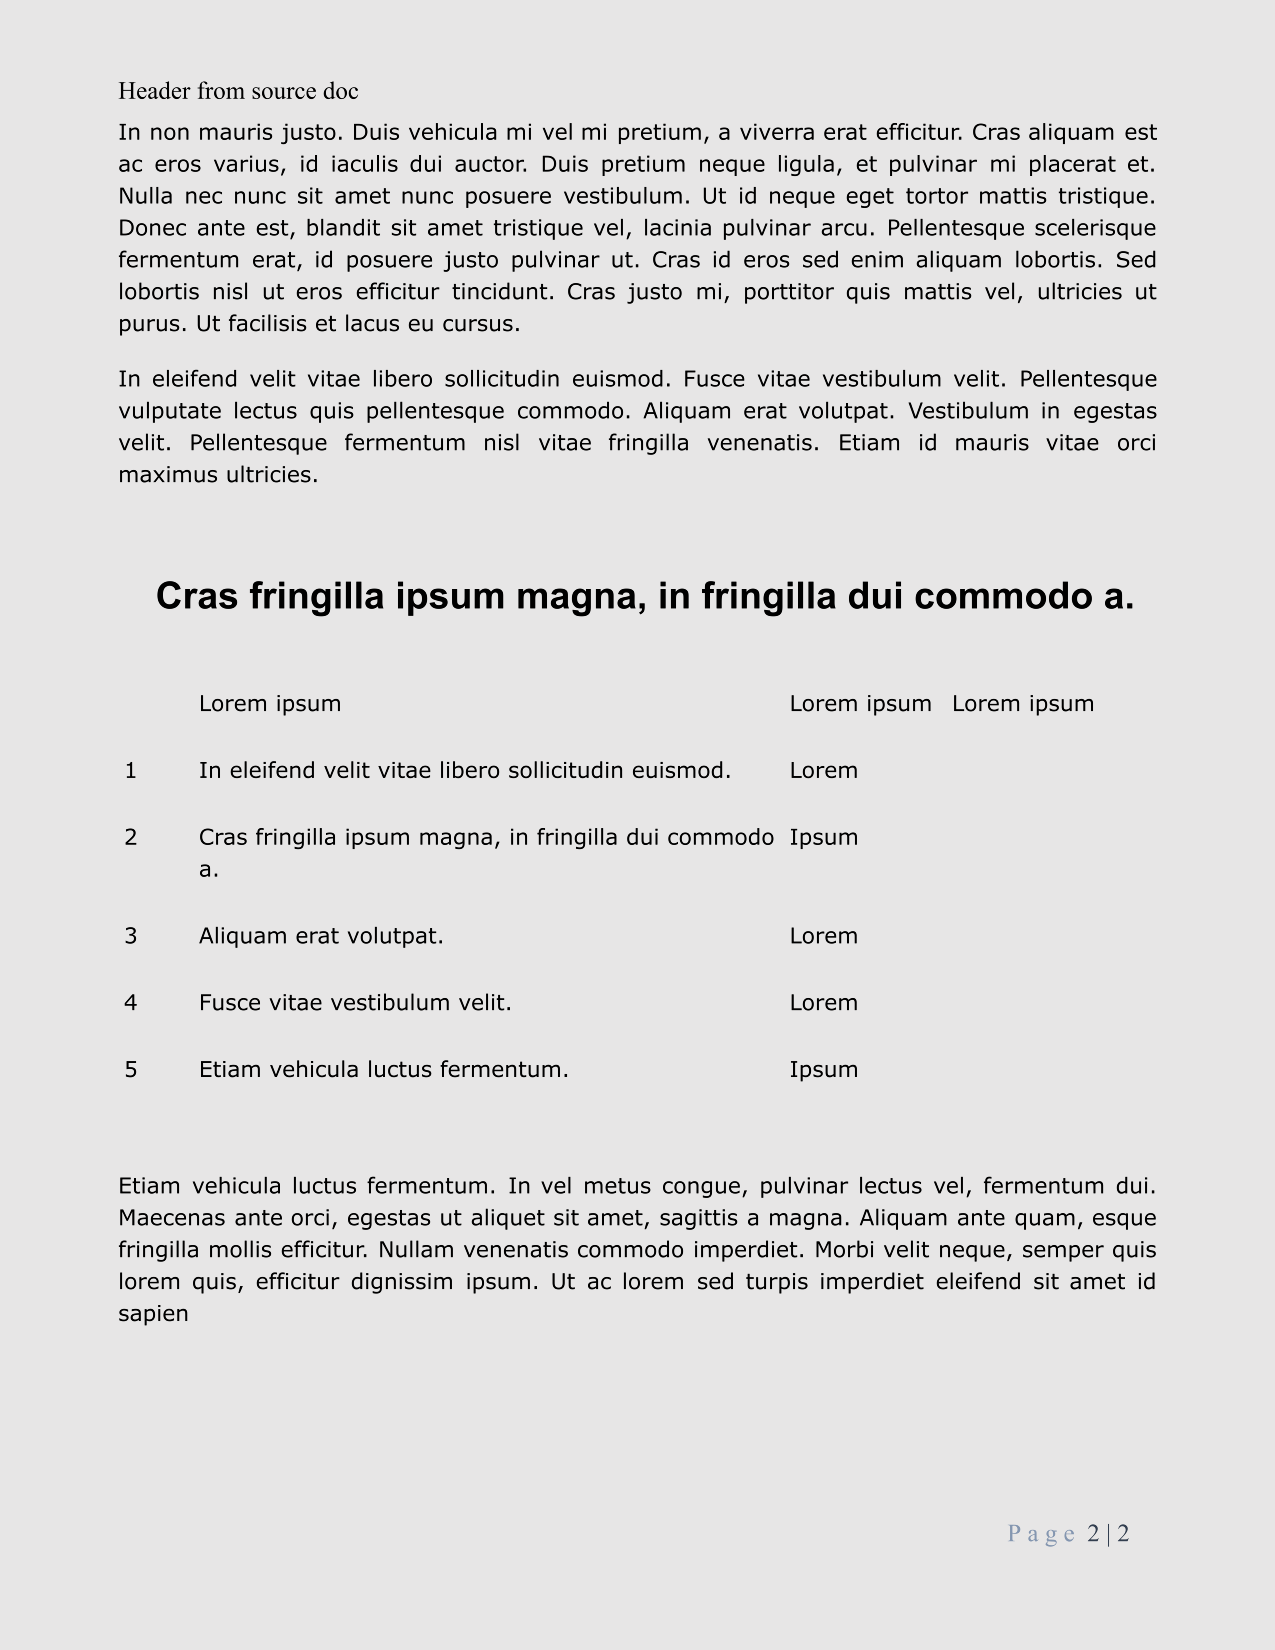 Header from source doc
In non mauris justo. Duis vehicula mi vel mi pretium, a viverra erat efficitur. Cras aliquam est
ac eros varius, id iaculis dui auctor. Duis pretium neque ligula, et pulvinar mi placerat et.
Nulla nec nunc sit amet nunc posuere vestibulum. Ut id neque eget tortor mattis tristique.
Donec ante est, blandit sit amet tristique vel, lacinia pulvinar arcu. Pellentesque scelerisque
fermentum erat, id posuere justo pulvinar ut. Cras id eros sed enim aliquam lobortis. Sed
lobortis nisl ut eros efficitur tincidunt. Cras justo mi, porttitor quis mattis vel, ultricies ut
purus. Ut facilisis et lacus eu cursus.
In eleifend velit vitae libero sollicitudin euismod. Fusce vitae vestibulum velit. Pellentesque
vulputate lectus quis pellentesque commodo. Aliquam erat volutpat. Vestibulum in egestas
velit. Pellentesque fermentum nisl vitae fringilla venenatis. Etiam id mauris vitae orci
maximus ultricies.
Cras fringilla ipsum magna, in fringilla dui commodo a.
Lorem ipsum Lorem ipsum Lorem ipsum
1 In eleifend velit vitae libero sollicitudin euismod. Lorem
2 Cras fringilla ipsum magna, in fringilla dui commodo Ipsum
a.
3 Aliquam erat volutpat. Lorem
4 Fusce vitae vestibulum velit. Lorem
5 Etiam vehicula luctus fermentum. Ipsum
Etiam vehicula luctus fermentum. In vel metus congue, pulvinar lectus vel, fermentum dui.
Maecenas ante orci, egestas ut aliquet sit amet, sagittis a magna. Aliquam ante quam, esque
fringilla mollis efficitur. Nullam venenatis commodo imperdiet. Morbi velit neque, semper quis
lorem quis, efficitur dignissim ipsum. Ut ac lorem sed turpis imperdiet eleifend sit amet id
sapien
Page 2|2